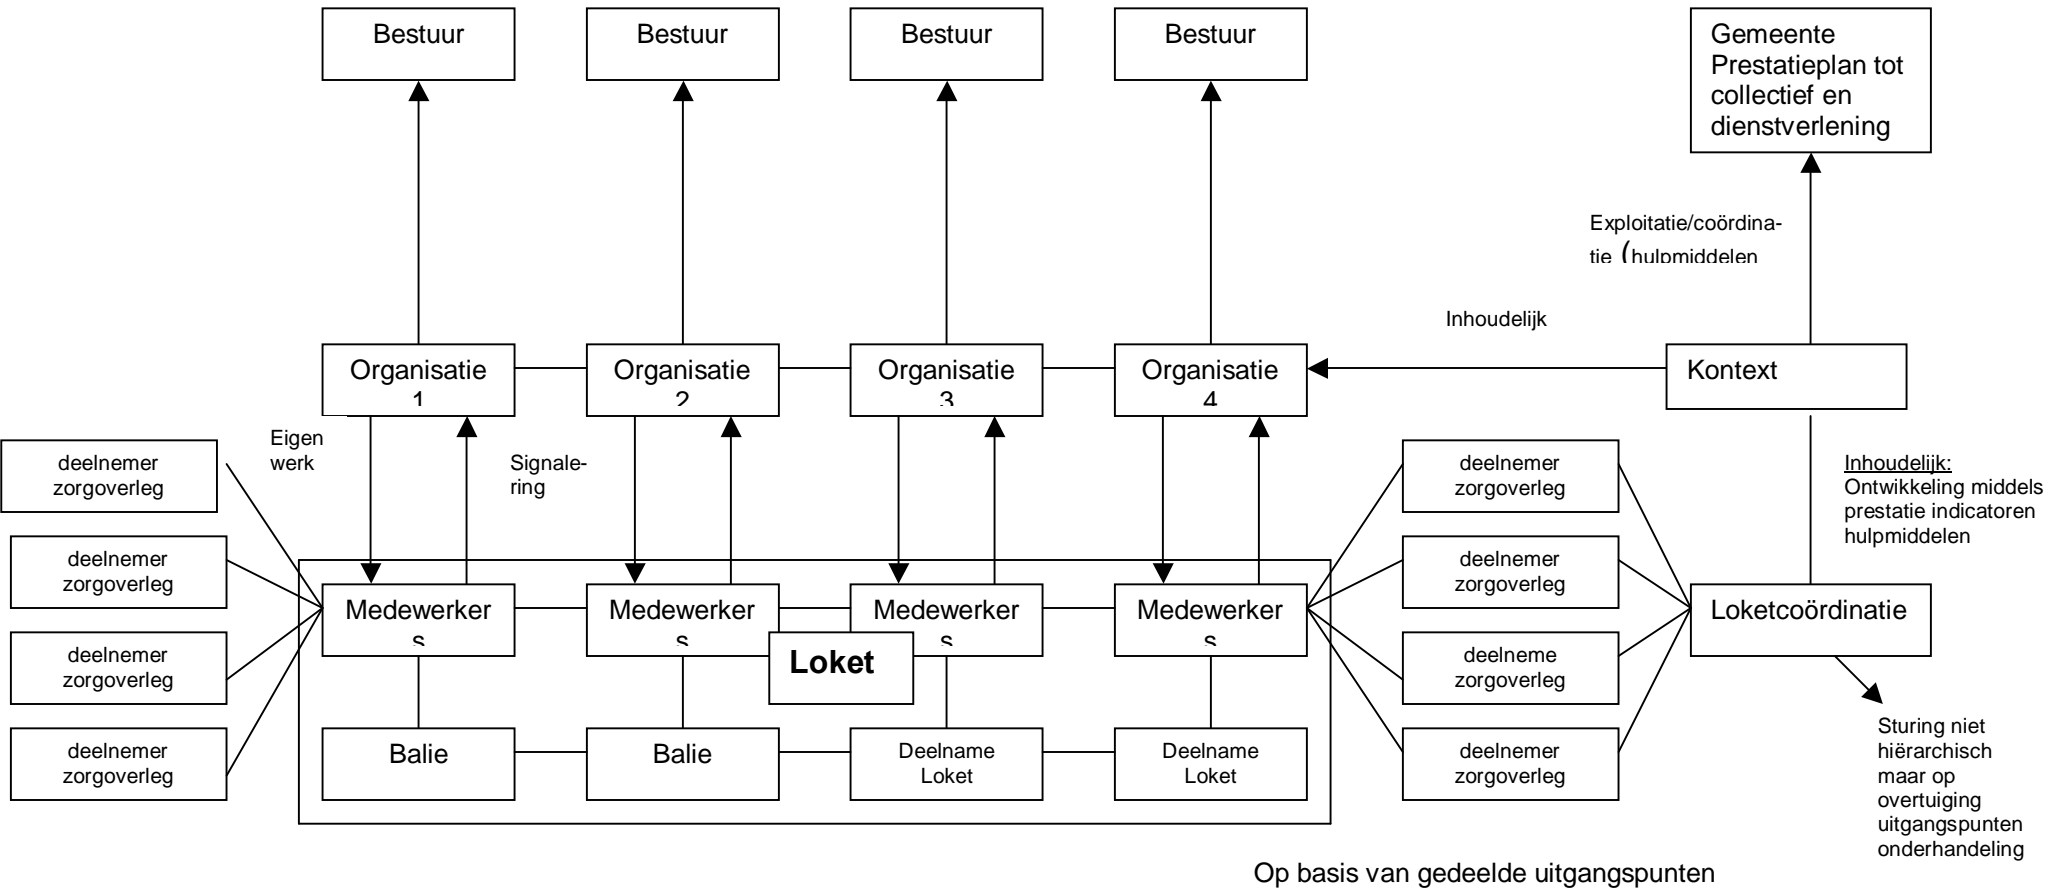 Bestuur
Bestuur
Bestuur
Bestuur
Gemeente
Prestatieplan tot
collectief en
dienstverlening
Exploitatie/coördina-
tie (hulpmiddelen
Inhoudelijk
Organisatie
1
Organisatie
2
Organisatie
3
Organisatie
4
Kontext
Eigen
werk
Signale-
ring
deelnemer
zorgoverleg
deelnemer
zorgoverleg
deelnemer
zorgoverleg
deelnemer
zorgoverleg
Medewerker
s
Medewerker
s
Medewerker
s
Medewerker
s
Loket
Balie
Balie
Deelname
Loket
Deelname
Loket
deelnemer
zorgoverleg
deelnemer
zorgoverleg
deelneme
zorgoverleg
deelnemer
zorgoverleg
Inhoudelijk:
Ontwikkeling middels
prestatie indicatoren
hulpmiddelen
Loketcoördinatie
Sturing niet
hiërarchisch
maar op
overtuiging
uitgangspunten
onderhandeling
Op basis van gedeelde uitgangspunten